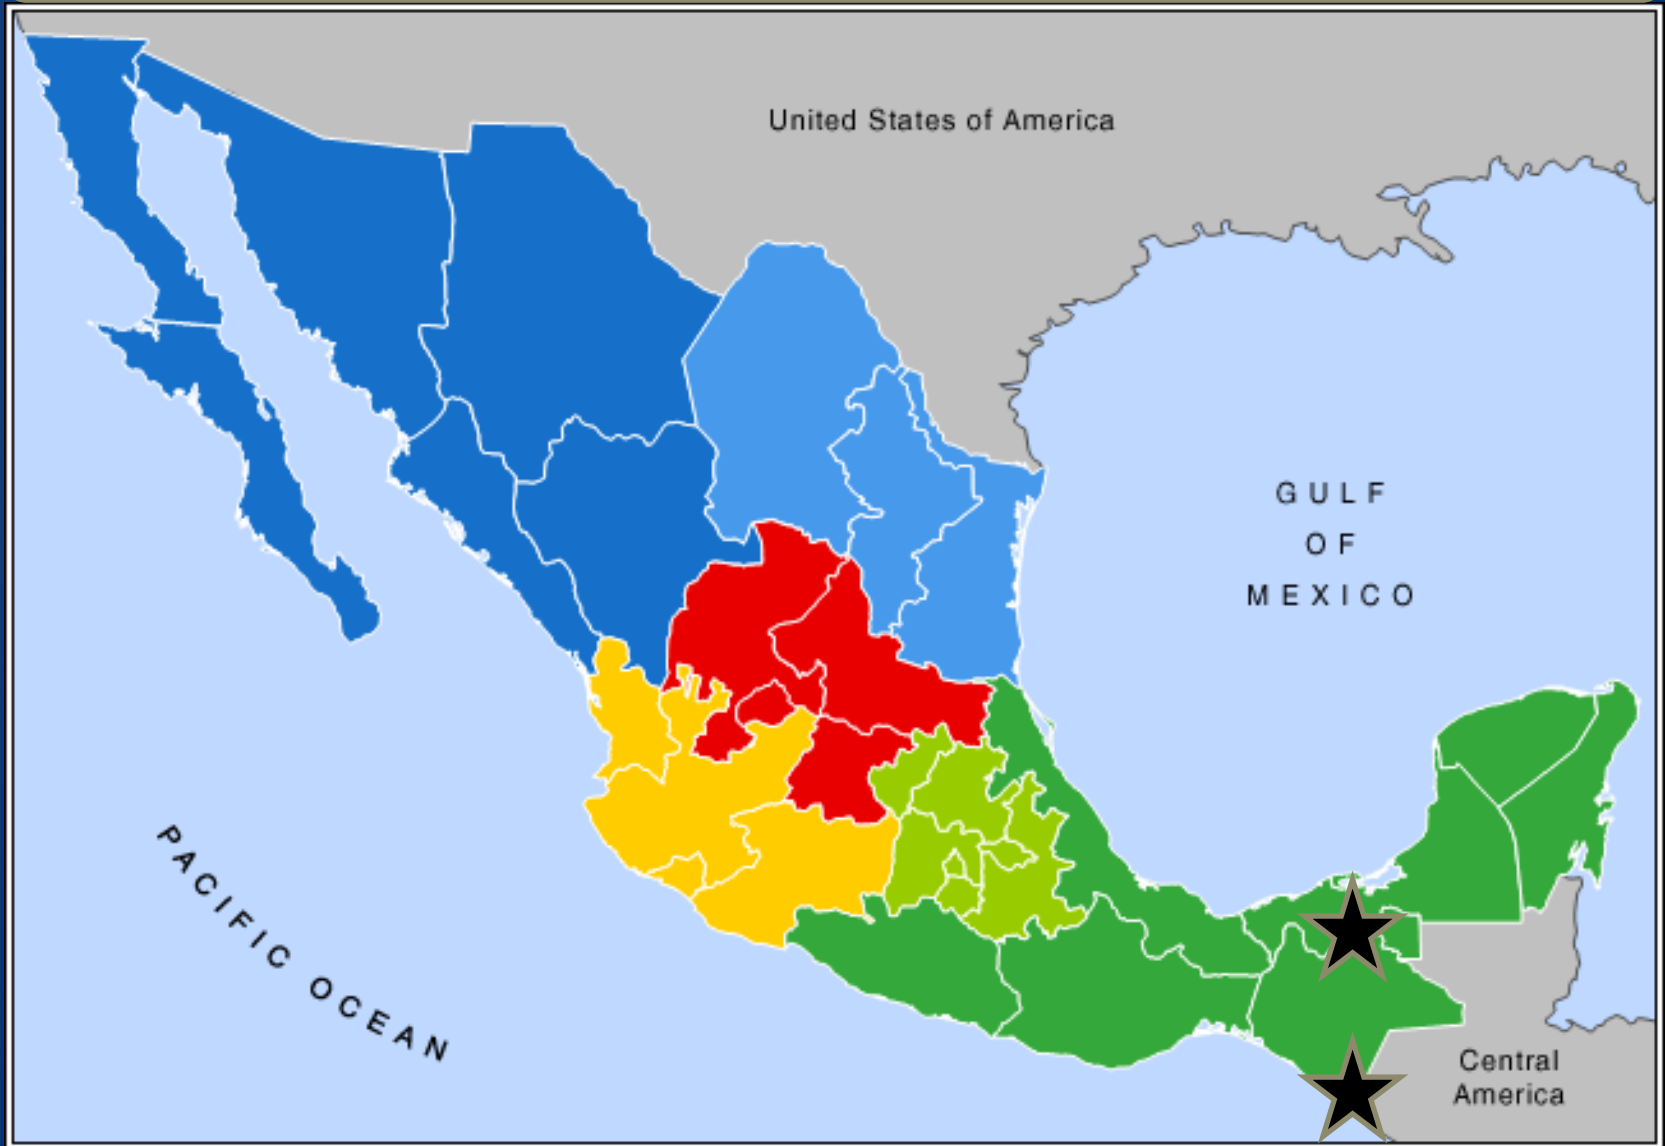 United States of America
GULF
OF
MEXICO
PACIFIC OCEAN
Central
America